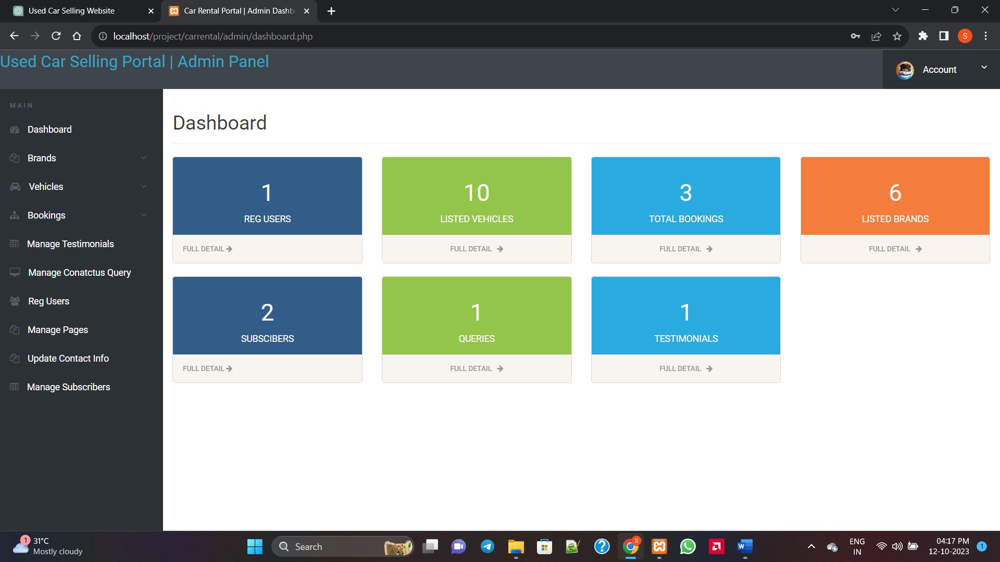 Used Car Selling Website
Car Rental Portal | Admin Dashb
localhost/project/carrental/admin/dashboard.php
S
Used Car Selling Portal | Admin Panel
Account
MAIN
Dashboard
Brands
Vehicles
Bookings
Manage Testimonials
Manage Conatctus Query
Reg Users
Manage Pages
Update Contact Info
Manage Subscribers
Dashboard
1
REG USERS
FULL DETAIL
10
LISTED VEHICLES
FULL DETAIL
3
TOTAL BOOKINGS
FULL DETAIL
6
LISTED BRANDS
FULL DETAIL
2
SUBSCIBERS
FULL DETAIL
1
QUERIES
FULL DETAIL
1
TESTIMONIALS
FULL DETAIL
1
31°C
Mostly cloudy
Search
S
W
ENG
IN
04:17 PM
12-10-2023
1